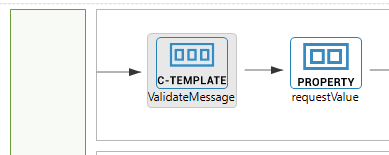 C-TEMPLATE
ValidateMessage
PROPERTY
requestValue